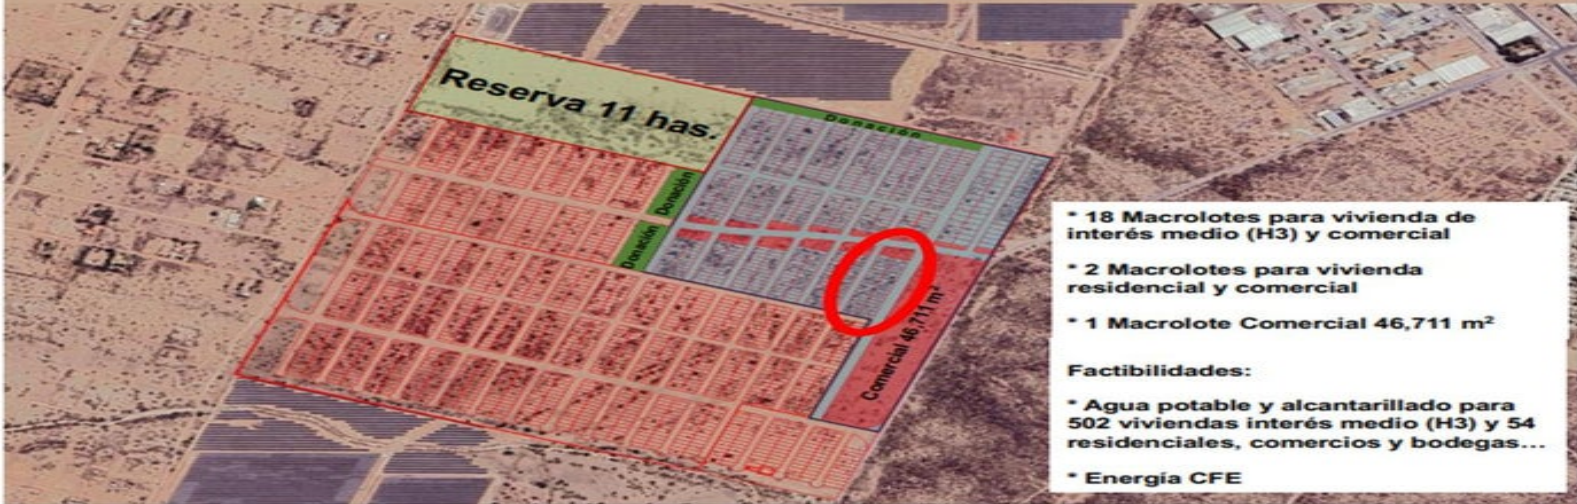 Reserva 11 has.
Donación
Donación
Donación
Comercial 46,711 m²
* 18 Macrolotes para vivienda de
interés medio (H3) y comercial
* 2 Macrolotes para vivienda
residencial y comercial
* 1 Macrolote Comercial 46,711 m²
Factibilidades:
* Agua potable y alcantarillado para
502 viviendas interés medio (H3) y 54
residenciales, comercios y bodegas...
* Energía CFE